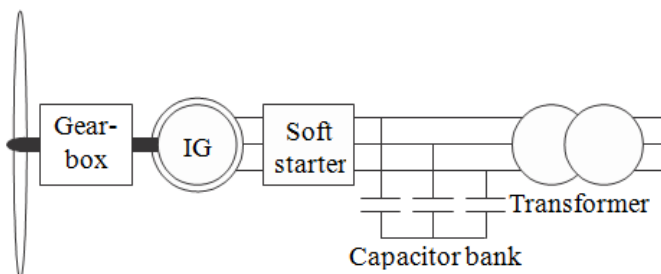 Gear-
box
IG
Soft
starter
Transformer
Capacitor bank